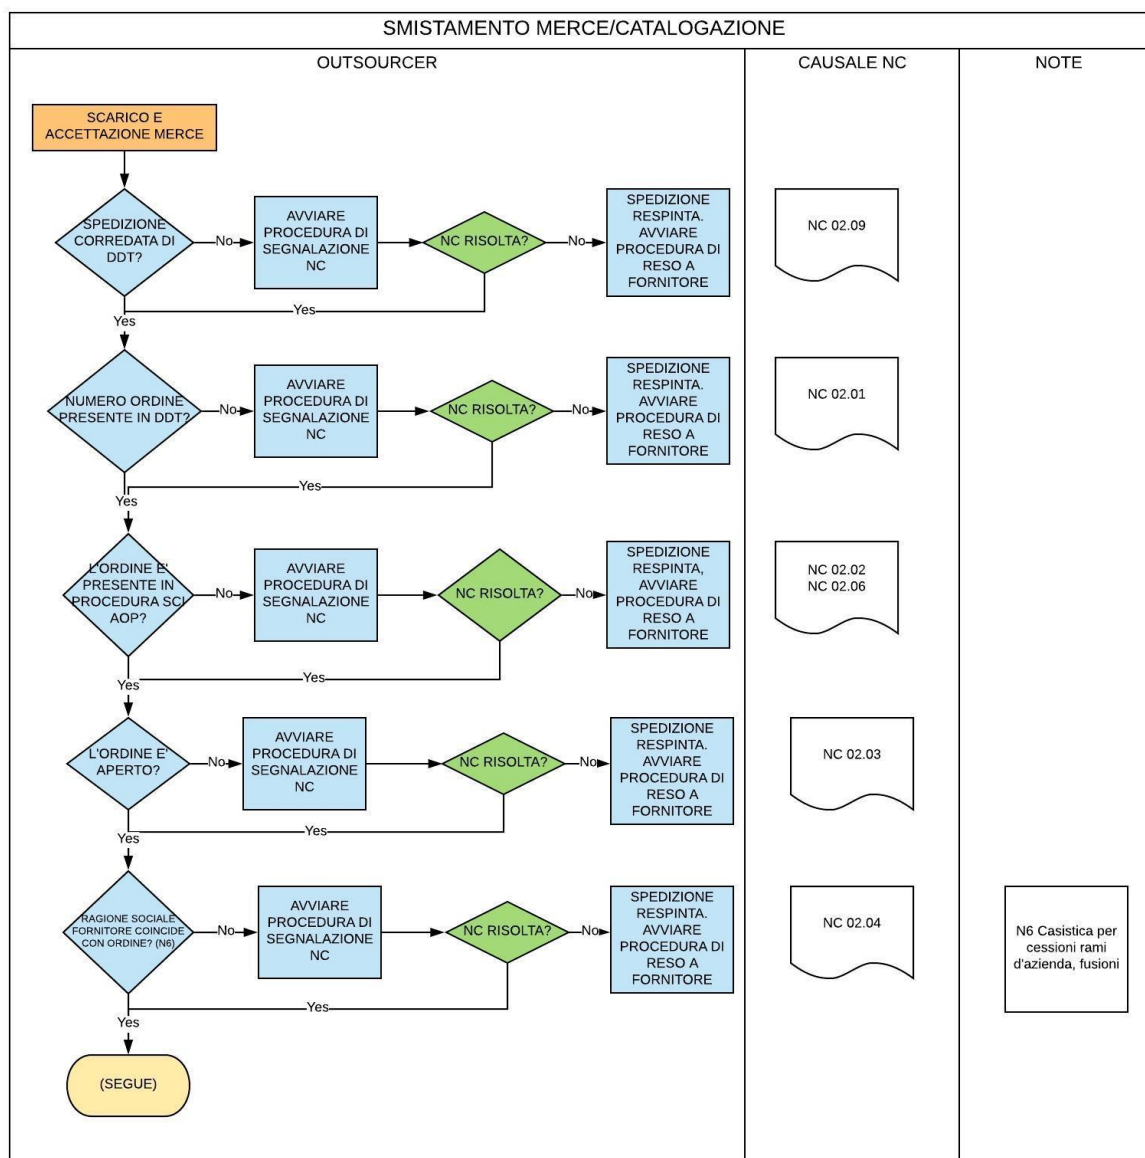 SMISTAMENTO MERCE/CATALOGAZIONE
OUTSOURCER
CAUSALE NC
NOTE
SCARICO E
ACCETTAZIONE MERCE
SPEDIZIONE
CORREDATA DI
DDT?
No
AVVIARE
PROCEDURA DI
SEGNALAZIONE
NC
NC RISOLTA?
No
SPEDIZIONE
RESPINTA.
AVVIARE
PROCEDURA DI
RESO A
FORNITORE
NC 02.09
Yes
Yes
NUMERO ORDINE
PRESENTE IN DDT?
No
AVVIARE
PROCEDURA DI
SEGNALAZIONE
NC
NC RISOLTA?
No
SPEDIZIONE
RESPINTA.
AVVIARE
PROCEDURA DI
RESO A
FORNITORE
NC 02.01
Yes
Yes
L'ORDINE E'
PRESENTE IN
PROCEDURA SCI
AOP?
No
AVVIARE
PROCEDURA DI
SEGNALAZIONE
NC
NC RISOLTA?
No
SPEDIZIONE
RESPINTA,
AVVIARE
PROCEDURA DI
RESO A
FORNITORE
NC 02.02
NC 02.06
Yes
Yes
L'ORDINE E'
APERTO?
No
AVVIARE
PROCEDURA DI
SEGNALAZIONE
NC
NC RISOLTA?
No
SPEDIZIONE
RESPINTA.
AVVIARE
PROCEDURA DI
RESO A
FORNITORE
NC 02.03
Yes
Yes
RAGIONE SOCIALE
FORNITORE COINCIDE
CON ORDINE? (N6)
No
AVVIARE
PROCEDURA DI
SEGNALAZIONE
NC
NC RISOLTA?
No
SPEDIZIONE
RESPINTA.
AVVIARE
PROCEDURA DI
RESO A
FORNITORE
NC 02.04
N6 Casistica per
cessioni rami
d'azienda, fusioni
Yes
Yes
(SEGUE)